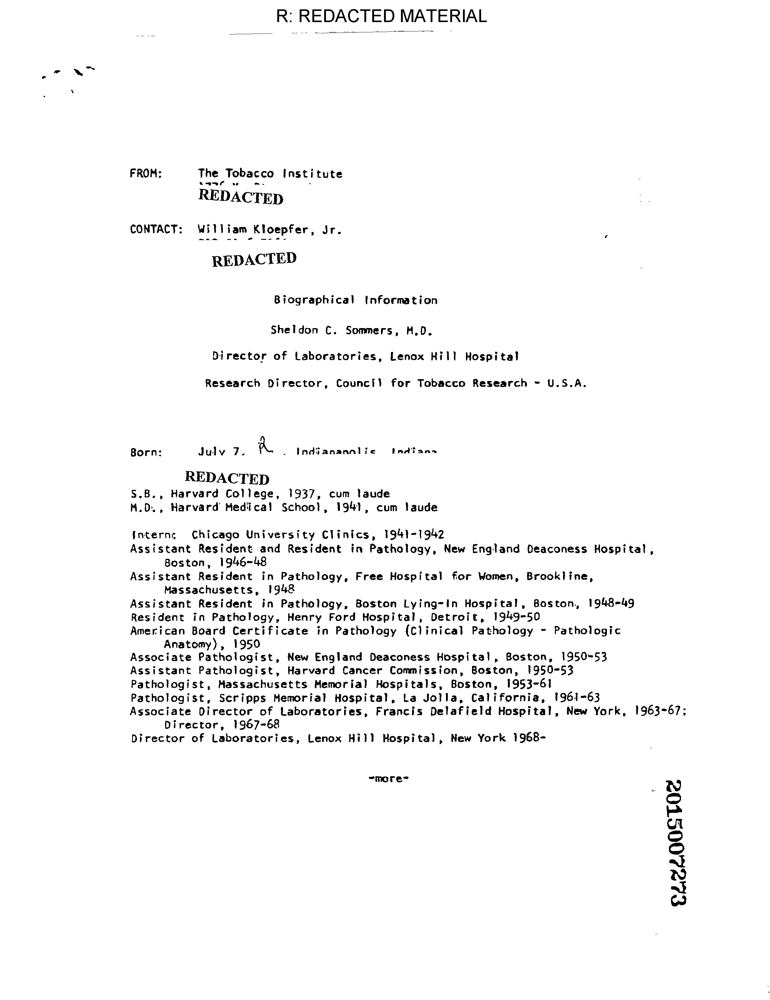 R: REDACTED MATERIAL
FROM: The Tobacco Institute
REDACTED
CONTACT: William Kloepfer, Jr.
REDACTED
Biographical Information
Sheldon C. Sommers, M.D.
Director of Laboratories, Lenox Hill Hospital
Research Director, Council for Tobacco Research - U.S.A.
Born: July 7, R . Indianapolis Indiana
REDACTED
S.B., Harvard College, 1937, cum laude
M.D., Harvard Medical School, 1941, cum laude
Intern: Chicago University Clinics, 1941-1942
Assistant Resident and Resident in Pathology, New England Deaconess Hospital,
Boston, 1946-48
Assistant Resident in Pathology, Free Hospital for Women, Brookline,
Massachusetts, 1948
Assistant Resident in Pathology, Boston Lying-In Hospital, Boston, 1948-49
Resident in Pathology, Henry Ford Hospital, Detroit, 1949-50
American Board Certificate in Pathology (Clinical Pathology - Pathologic
Anatomy), 1950
Associate Pathologist, New England Deaconess Hospital, Boston, 1950-53
Assistant Pathologist, Harvard Cancer Commission, Boston, 1950-53
Pathologist, Massachusetts Memorial Hospitals, Boston, 1953-61
Pathologist, Scripps Memorial Hospital, La Jolla, California, 1961-63
Associate Director of Laboratories, Francis Delafield Hospital, New York, 1963-67;
Director, 1967-68
Director of Laboratories, Lenox Hill Hospital, New York 1968-
-more-
2015007273